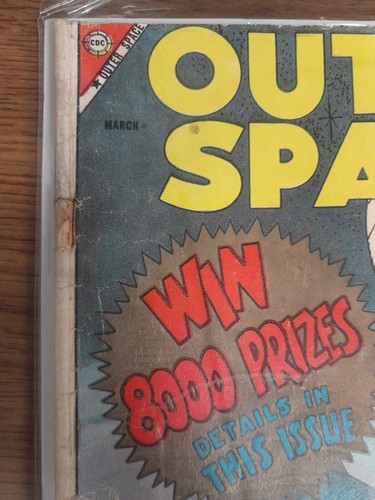 CDC
★ OUTER SPACE
MARCH
OUT
SPA
WIN
8000 PRIZES
DETAILS IN
THIS ISSUE